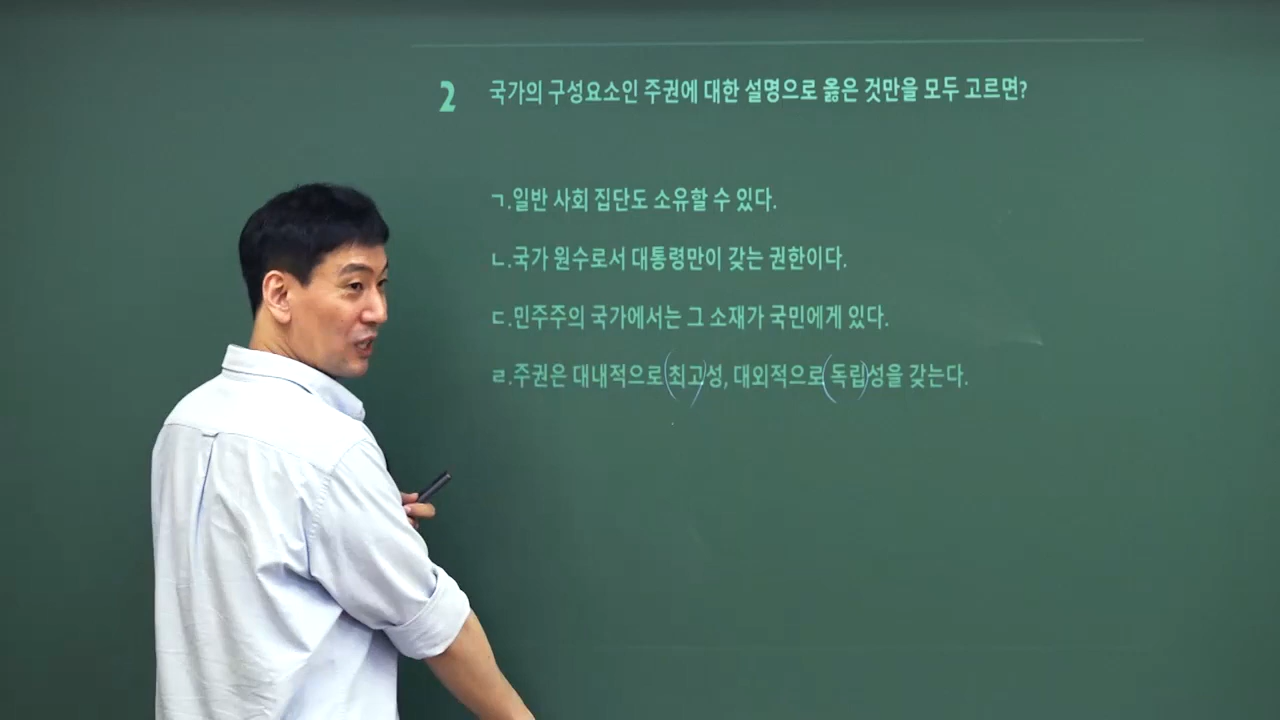 2 국가의 구성요소인 주권에 대한 설명으로 옳은 것만을 모두 고르면?
ㄱ.일반 사회 집단도 소유할 수 있다.
ㄴ.국가 원수로서 대통령만이 갖는 권한이다.
ㄷ.민주주의 국가에서는 그 소재가 국민에게 있다.
ㄹ.주권은 대내적으로(최고)성, 대외적으로(독립)성을 갖는다.